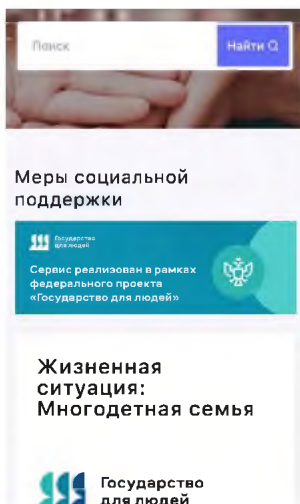 Поиск
Найти
Меры социальной
поддержки
Государство
для людей
Сервис реализован в рамках
федерального проекта
«Государство для людей»
Жизненная
ситуация:
Многодетная семья
Государство
для людей